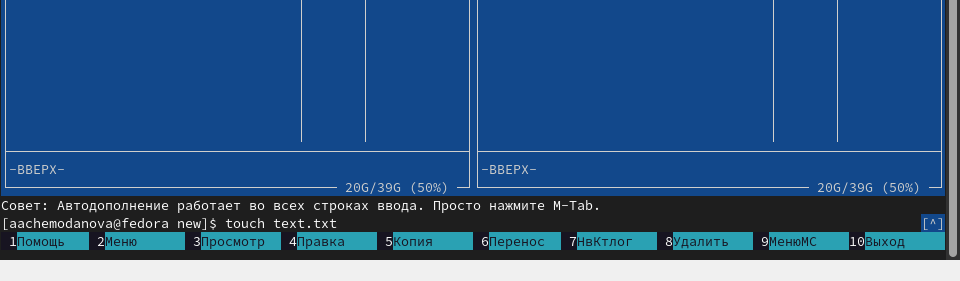 -ВВЕРХ- -ВВЕРХ-
20G/39G (50%) 20G/39G (50%)
Совет: Автодополнение работает во всех строках ввода. Просто нажмите M-Tab.
[aachemodanova@fedora new]$ touch text.txt [^]
1Помощь 2Меню 3Просмотр 4Правка 5Копия 6Перенос 7НвКтлог 8Удалить 9МенюMC 10Выход